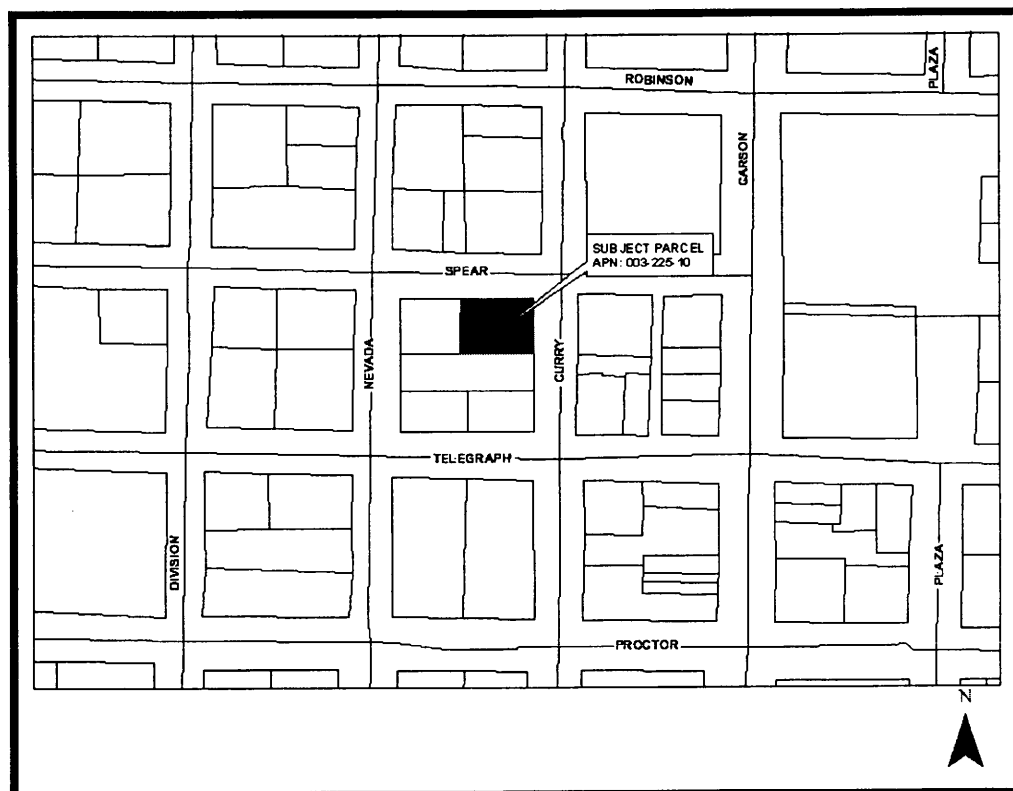 ROBINSON
PLAZA
CARSON
SUBJECT PARCEL
APN: 003-225-10
SPEAR
NEVADA
CURRY
TELEGRAPH
DIVISION
PLAZA
PROCTOR
N